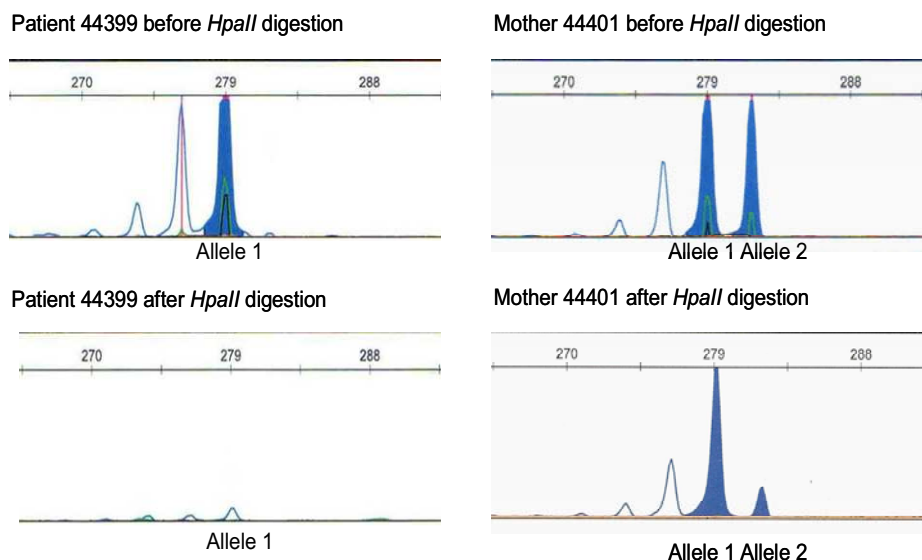 Patient 44399 before HpaII digestion
270 279 288
Allele 1
Mother 44401 before HpaII digestion
270 279 288
Allele 1 Allele 2
Patient 44399 after HpaII digestion
270 279 288
Allele 1
Mother 44401 after HpaII digestion
270 279 288
Allele 1 Allele 2